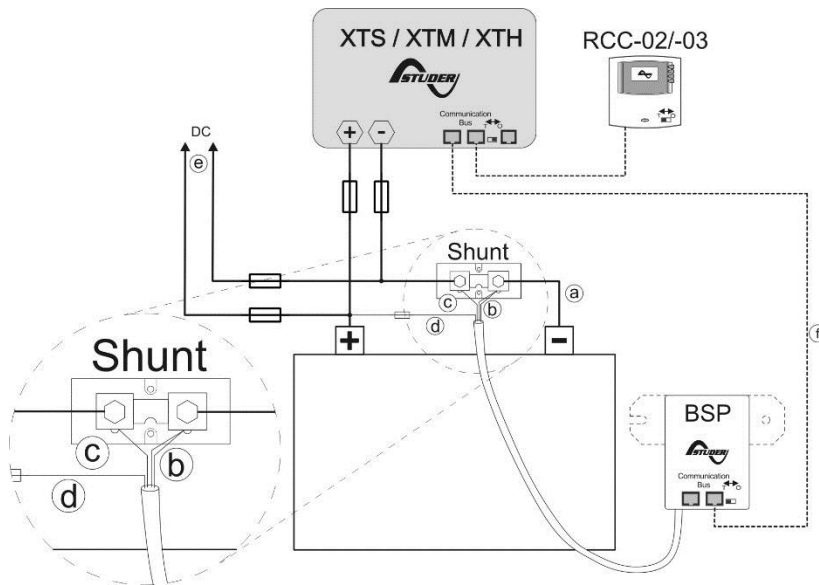 XTS / XTM / XTH
STUDER
Communication
Bus
T O
+
-
RCC-02/-03
T O
DC
e
Shunt
c
b
a
d
f
+
-
Shunt
c
b
d
BSP
STUDER
Communication
Bus
T O